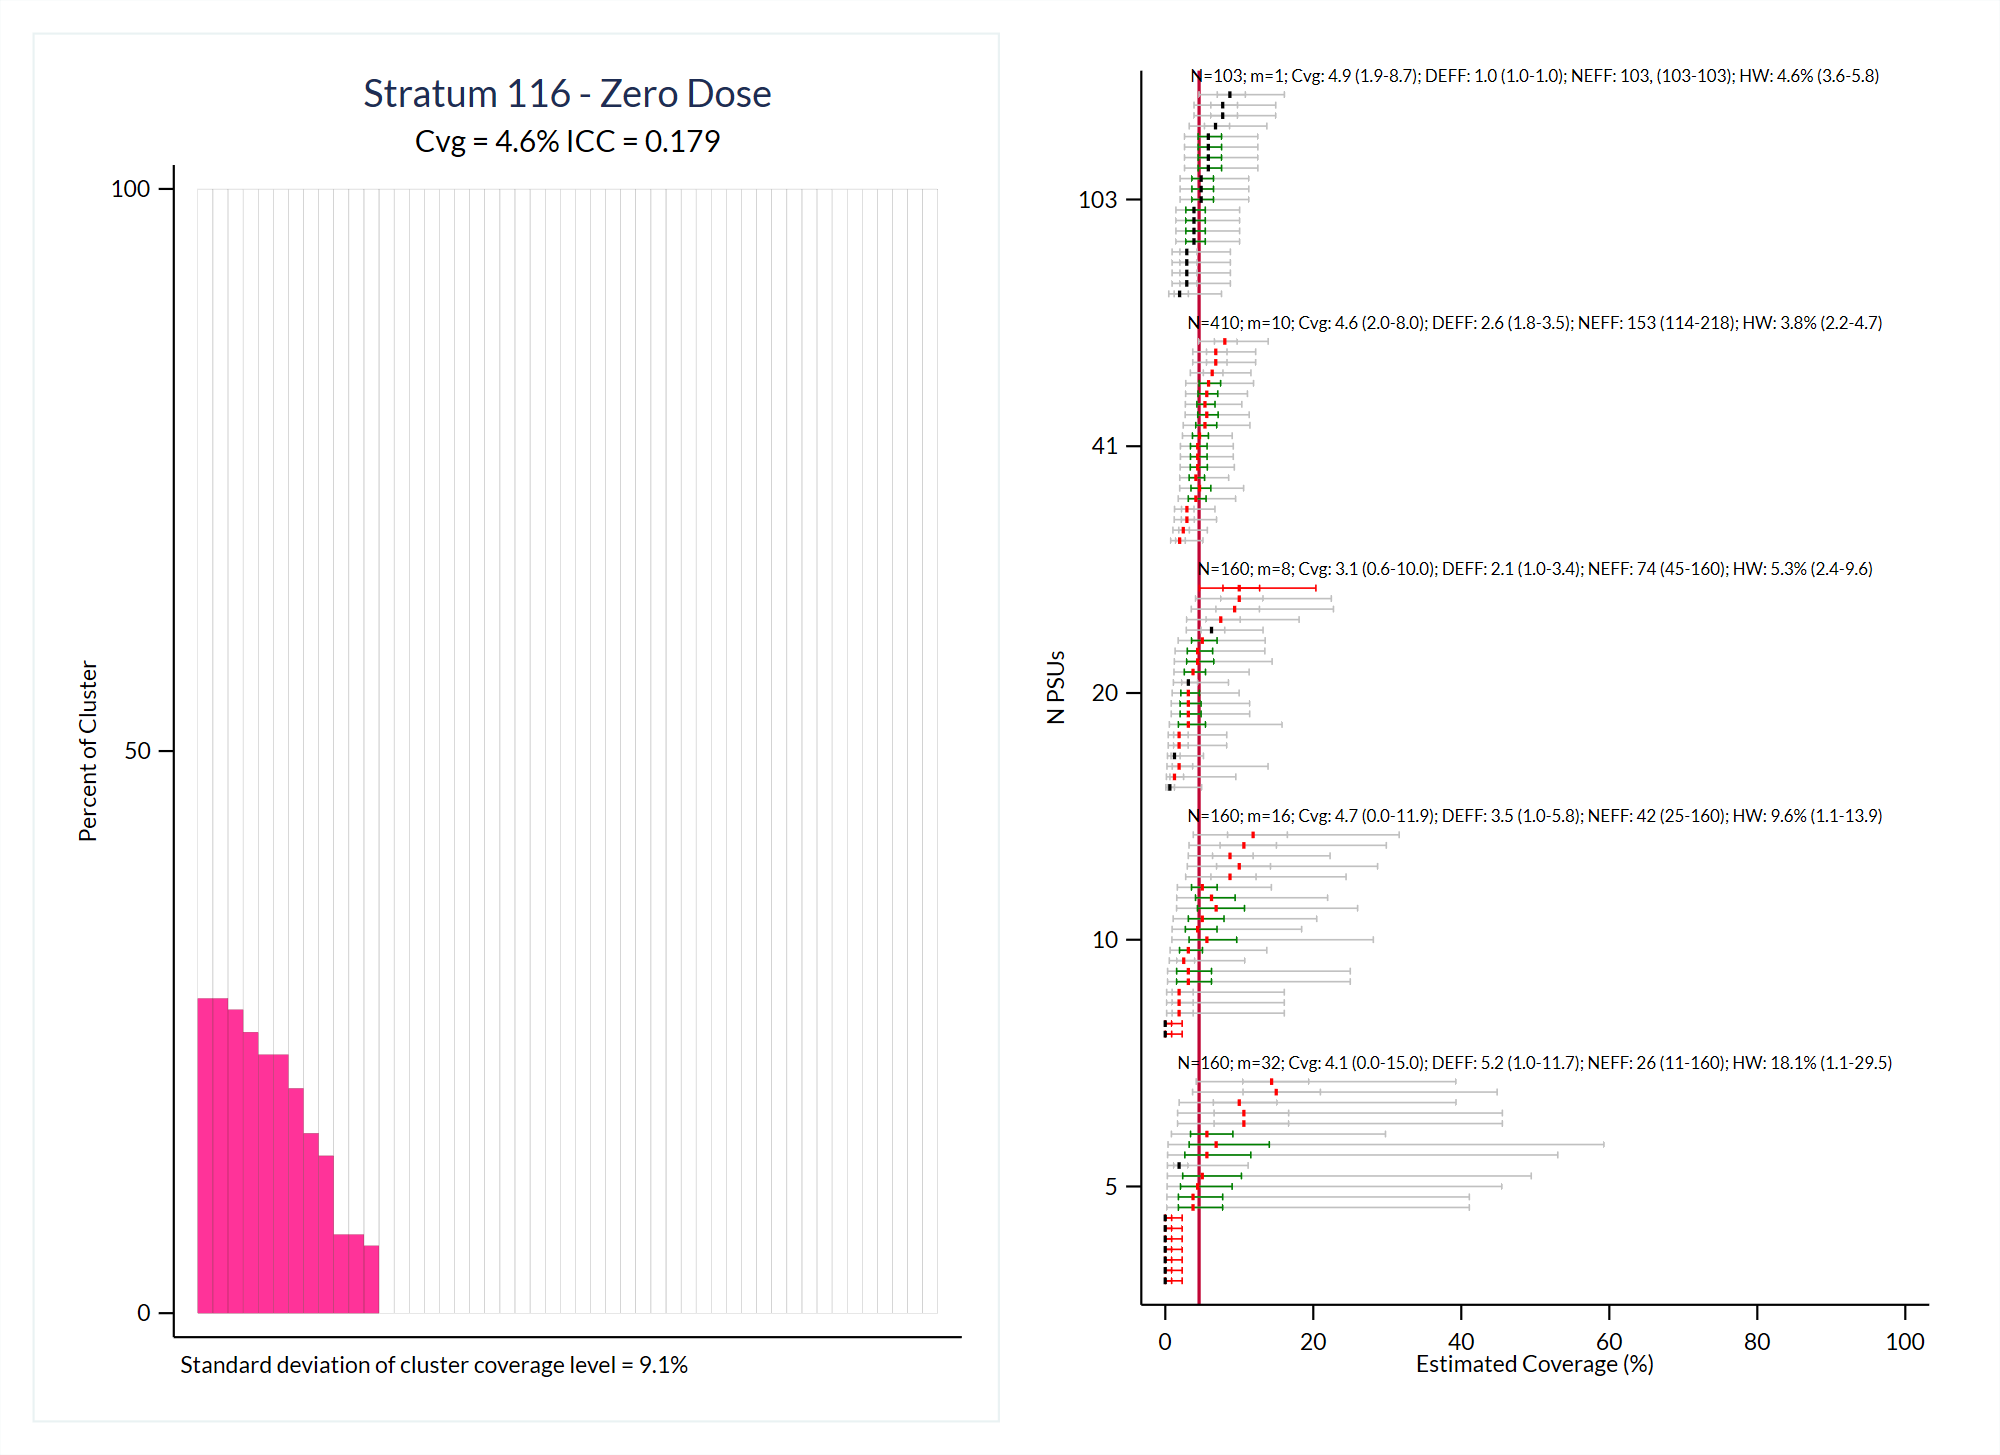 Stratum 116 - Zero Dose
Cvg = 4.6% ICC = 0.179
100
50
0
Percent of Cluster
Standard deviation of cluster coverage level = 9.1%
N=103; m=1; Cvg: 4.9 (1.9-8.7); DEFF: 1.0 (1.0-1.0); NEFF: 103, (103-103); HW: 4.6% (3.6-5.8)
103
N=410; m=10; Cvg: 4.6 (2.0-8.0); DEFF: 2.6 (1.8-3.5); NEFF: 153 (114-218); HW: 3.8% (2.2-4.7)
41
N=160; m=8; Cvg: 3.1 (0.6-10.0); DEFF: 2.1 (1.0-3.4); NEFF: 74 (45-160); HW: 5.3% (2.4-9.6)
20
N PSUs
N=160; m=16; Cvg: 4.7 (0.0-11.9); DEFF: 3.5 (1.0-5.8); NEFF: 42 (25-160); HW: 9.6% (1.1-13.9)
10
N=160; m=32; Cvg: 4.1 (0.0-15.0); DEFF: 5.2 (1.0-11.7); NEFF: 26 (11-160); HW: 18.1% (1.1-29.5)
5
0 20 40 60 80 100
Estimated Coverage (%)